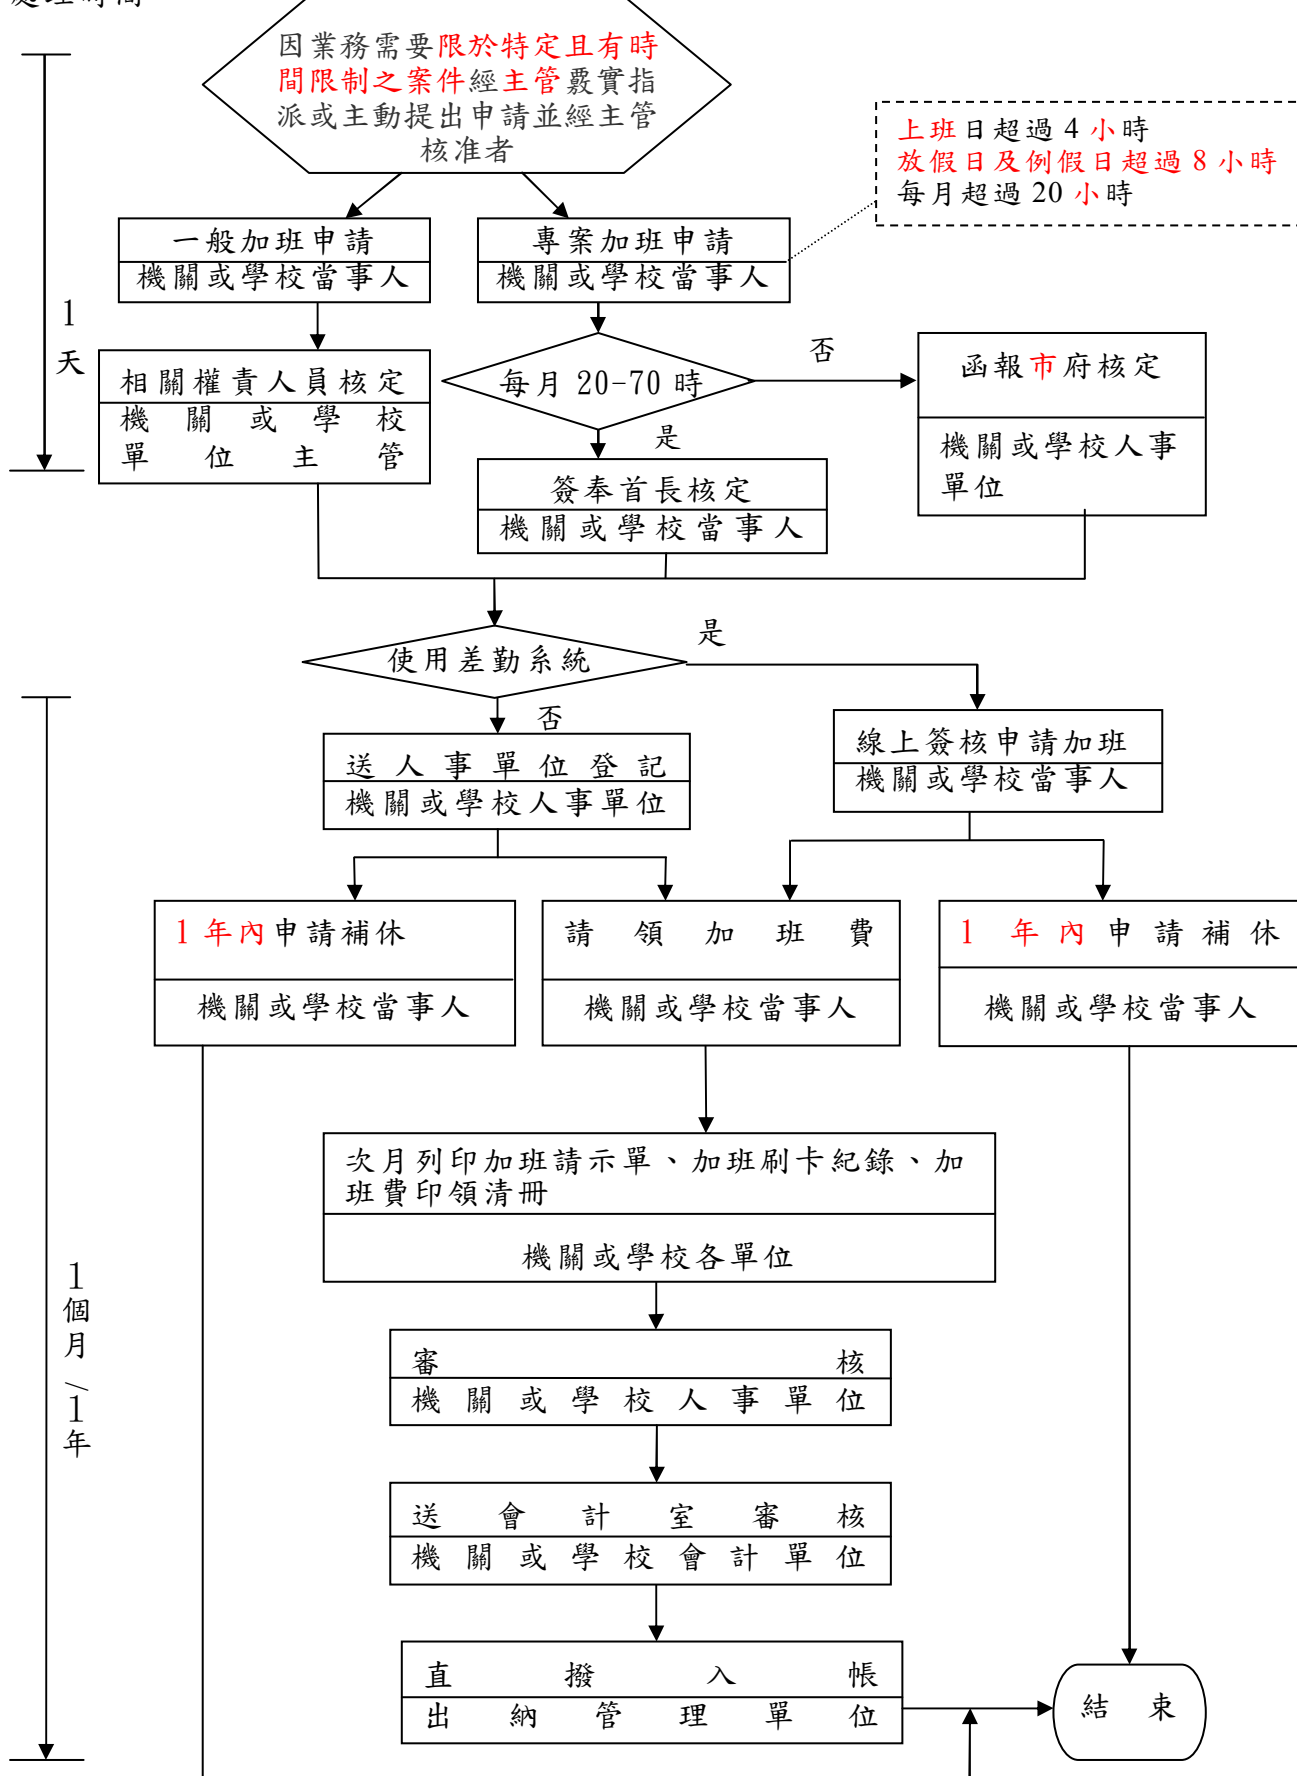 處理時間
因業務需要限於特定且有時
間限制之案件經主管覈實指
派或主動提出申請並經主管
核准者
上班日超過 4 小時
放假日及例假日超過 8 小時
每月超過 20 小時
一般加班申請
機關或學校當事人
專案加班申請
機關或學校當事人
1
天
相關權責人員核定
機關或學校
單位主管
每月 20-70 時
否
函報市府核定
機關或學校人事
單位
是
簽奉首長核定
機關或學校當事人
使用差勤系統
是
否
送人事單位登記
機關或學校人事單位
線上簽核申請加班
機關或學校當事人
1 年內申請補休
機關或學校當事人
請領加班費
機關或學校當事人
1 年內申請補休
機關或學校當事人
次月列印加班請示單、加班刷卡紀錄、加
班費印領清冊
機關或學校各單位
1
個
月
/
1
年
審核
機關或學校人事單位
送會計室審核
機關或學校會計單位
直撥入帳
出納管理單位
結束